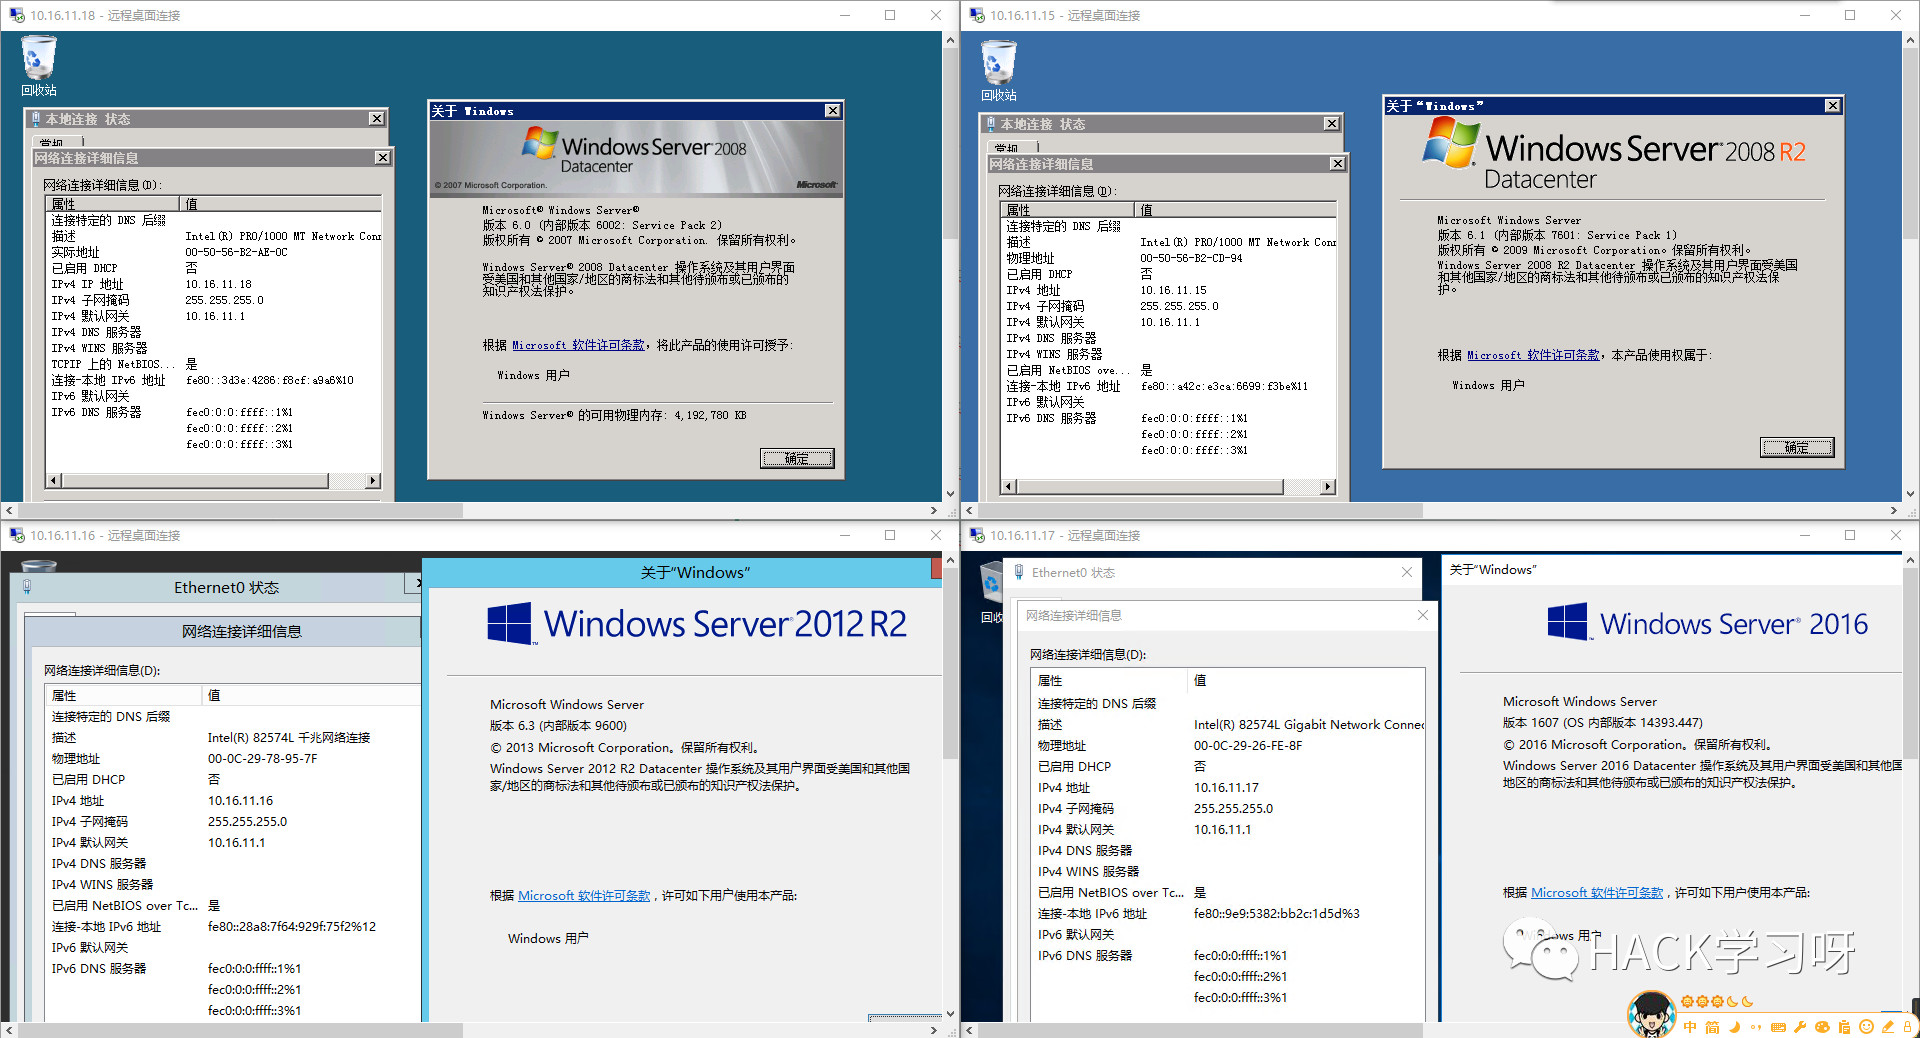 10.16.11.18 - 远程桌面连接
回收站
本地连接 状态
常规
网络连接详细信息
网络连接详细信息(D):
属性 值
连接特定的 DNS 后缀
描述 Intel(R) PRO/1000 MT Network Conn
实际地址 00-50-56-B2-AE-0C
已启用 DHCP 否
IPv4 IP 地址 10.16.11.18
IPv4 子网掩码 255.255.255.0
IPv4 默认网关 10.16.11.1
IPv4 DNS 服务器
IPv4 WINS 服务器
TCPIP 上的 NetBIOS... 是
连接-本地 IPv6 地址 fe80::3d3e:4286:f8cf:a9a6%10
IPv6 默认网关
IPv6 DNS 服务器 fec0:0:0:ffff::1%1
fec0:0:0:ffff::2%1
fec0:0:0:ffff::3%1
关于 Windows
Windows Server® 2008
Datacenter
© 2007 Microsoft Corporation.
Microsoft®
Microsoft® Windows Server®
版本 6.0 (内部版本 6002: Service Pack 2)
版权所有 © 2007 Microsoft Corporation. 保留所有权利。
Windows Server® 2008 Datacenter 操作系统及其用户界面
受美国和其他国家/地区的商标法和其他待颁布或已颁布的
知识产权法保护。
根据 Microsoft 软件许可条款, 将此产品的使用许可授予:
Windows 用户
Windows Server® 的可用物理内存: 4,192,780 KB
确定
10.16.11.15 - 远程桌面连接
回收站
本地连接 状态
常规
网络连接详细信息
网络连接详细信息(D):
属性 值
连接特定的 DNS 后缀
描述 Intel(R) PRO/1000 MT Network Conn
物理地址 00-50-56-B2-CD-94
已启用 DHCP 否
IPv4 地址 10.16.11.15
IPv4 子网掩码 255.255.255.0
IPv4 默认网关 10.16.11.1
IPv4 DNS 服务器
IPv4 WINS 服务器
已启用 NetBIOS ove... 是
连接-本地 IPv6 地址 fe80::a42c:e3ca:6699:f3be%11
IPv6 默认网关
IPv6 DNS 服务器 fec0:0:0:ffff::1%1
fec0:0:0:ffff::2%1
fec0:0:0:ffff::3%1
关于“Windows”
Windows Server® 2008 R2
Datacenter
Microsoft Windows Server
版本 6.1 (内部版本 7601: Service Pack 1)
版权所有 © 2009 Microsoft Corporation。保留所有权利。
Windows Server 2008 R2 Datacenter 操作系统及其用户界面受美国
和其他国家/地区的商标法和其他待颁布或已颁布的知识产权法保
护。
根据 Microsoft 软件许可条款, 本产品使用权属于:
Windows 用户
确定
10.16.11.16 - 远程桌面连接
Ethernet0 状态
网络连接详细信息
网络连接详细信息(D):
属性 值
连接特定的 DNS 后缀
描述 Intel(R) 82574L 千兆网络连接
物理地址 00-0C-29-78-95-7F
已启用 DHCP 否
IPv4 地址 10.16.11.16
IPv4 子网掩码 255.255.255.0
IPv4 默认网关 10.16.11.1
IPv4 DNS 服务器
IPv4 WINS 服务器
已启用 NetBIOS over Tc... 是
连接-本地 IPv6 地址 fe80::28a8:7f64:929f:75f2%12
IPv6 默认网关
IPv6 DNS 服务器 fec0:0:0:ffff::1%1
fec0:0:0:ffff::2%1
fec0:0:0:ffff::3%1
关于“Windows”
Windows Server® 2012 R2
Microsoft Windows Server
版本 6.3 (内部版本 9600)
© 2013 Microsoft Corporation。保留所有权利。
Windows Server 2012 R2 Datacenter 操作系统及其用户界面受美国和其他国
家/地区的商标法和其他待颁布或已颁布的知识产权法保护。
根据 Microsoft 软件许可条款, 许可如下用户使用本产品:
Windows 用户
10.16.11.17 - 远程桌面连接
回收
Ethernet0 状态
网络连接详细信息
网络连接详细信息(D):
属性 值
连接特定的 DNS 后缀
描述 Intel(R) 82574L Gigabit Network Connec
物理地址 00-0C-29-26-FE-8F
已启用 DHCP 否
IPv4 地址 10.16.11.17
IPv4 子网掩码 255.255.255.0
IPv4 默认网关 10.16.11.1
IPv4 DNS 服务器
IPv4 WINS 服务器
已启用 NetBIOS over Tc... 是
连接-本地 IPv6 地址 fe80::9e9:5382:bb2c:1d5d%3
IPv6 默认网关
IPv6 DNS 服务器 fec0:0:0:ffff::1%1
fec0:0:0:ffff::2%1
fec0:0:0:ffff::3%1
关于“Windows”
Windows Server® 2016
Microsoft Windows Server
版本 1607 (OS 内部版本 14393.447)
© 2016 Microsoft Corporation。保留所有权利。
Windows Server 2016 Datacenter 操作系统及其用户界面受美国和其他国
地区的商标法和其他待颁布或已颁布的知识产权法保护。
根据 Microsoft 软件许可条款, 许可如下用户使用本产品:
Windows 用户
HACK学习呀
中 简